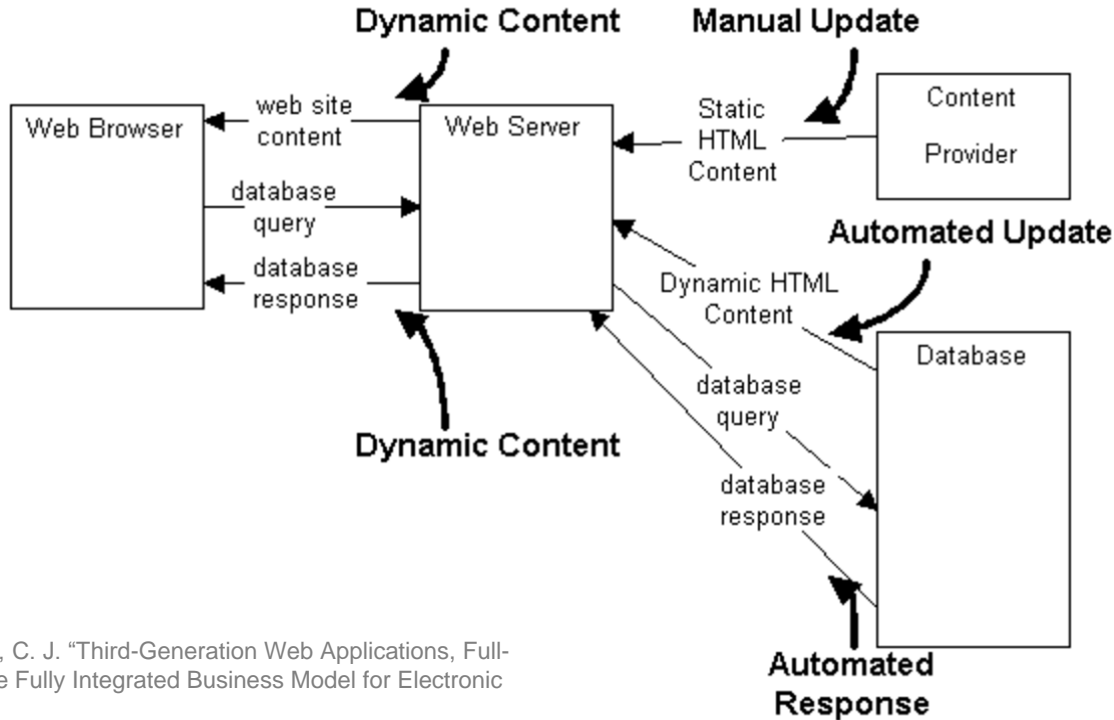 Dynamic Content
Manual Update
Web Browser
web site
content
Web Server
Static
HTML
Content
Content
Provider
database
query
Automated Update
database
response
Dynamic HTML
Content
Database
database
query
Dynamic Content
database
response
, C. J. “Third-Generation Web Applications, Full-
e Fully Integrated Business Model for Electronic
Automated
Response